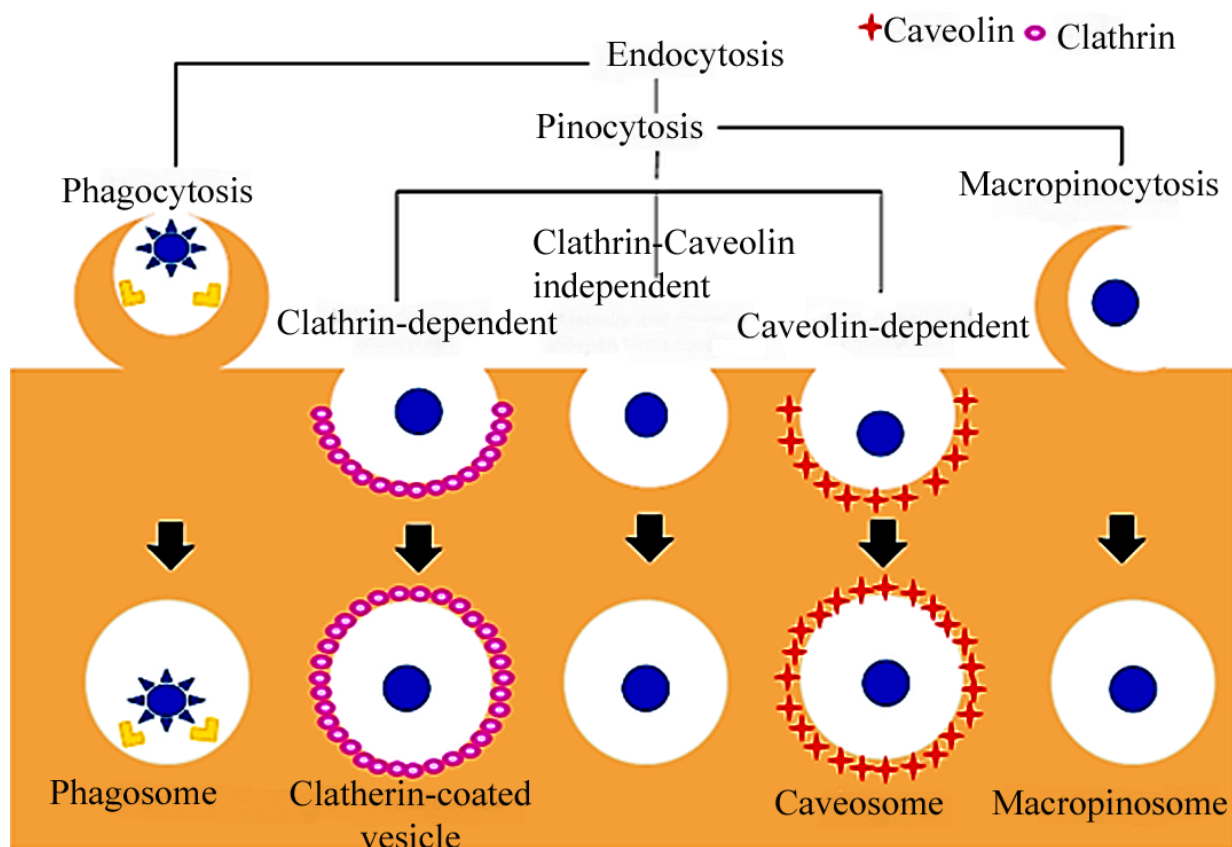 Caveolin
Clathrin
Endocytosis
Pinocytosis
Phagocytosis
Macropinocytosis
Clathrin-Caveolin
independent
Clathrin-dependent
Caveolin-dependent
Phagosome
Clatherin-coated
vesicle
Caveosome
Macropinosome